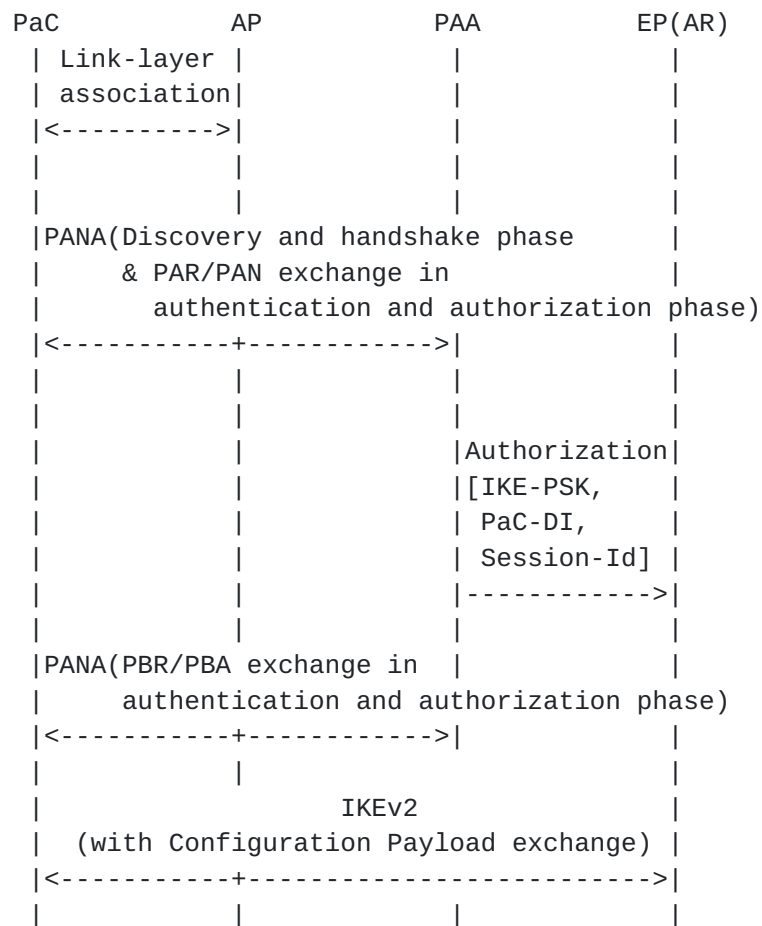 PaC AP PAA EP(AR)
Link-layer
association
PANA(Discovery and handshake phase
& PAR/PAN exchange in
authentication and authorization phase)
Authorization
[IKE-PSK,
PaC-DI,
Session-Id]
PANA(PBR/PBA exchange in
authentication and authorization phase)
IKEv2
(with Configuration Payload exchange)